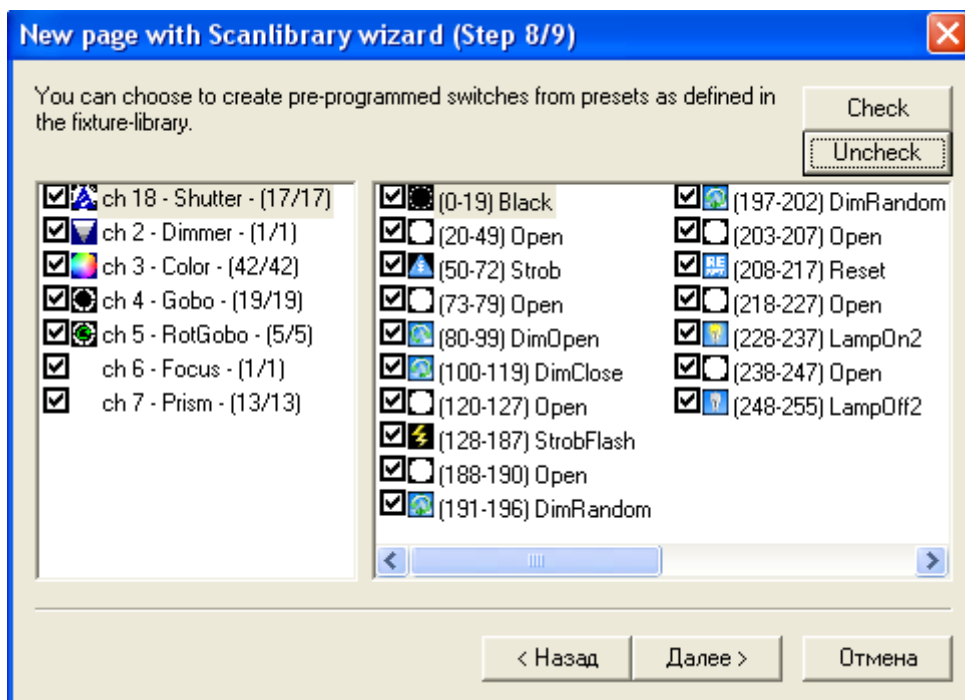 New page with Scanlibrary wizard (Step 8/9)
You can choose to create pre-programmed switches from presets as defined in
the fixture-library.
Check
Uncheck
ch 18 - Shutter - (17/17)
ch 2 - Dimmer - (1/1)
ch 3 - Color - (42/42)
ch 4 - Gobo - (19/19)
ch 5 - RotGobo - (5/5)
ch 6 - Focus - (1/1)
ch 7 - Prism - (13/13)
(0-19) Black
(20-49) Open
(50-72) Strob
(73-79) Open
(80-99) DimOpen
(100-119) DimClose
(120-127) Open
(128-187) StrobFlash
(188-190) Open
(191-196) DimRandom
(197-202) DimRandom
(203-207) Open
(208-217) Reset
(218-227) Open
(228-237) LampOn2
(238-247) Open
(248-255) LampOff2
< Назад
Далее >
Отмена